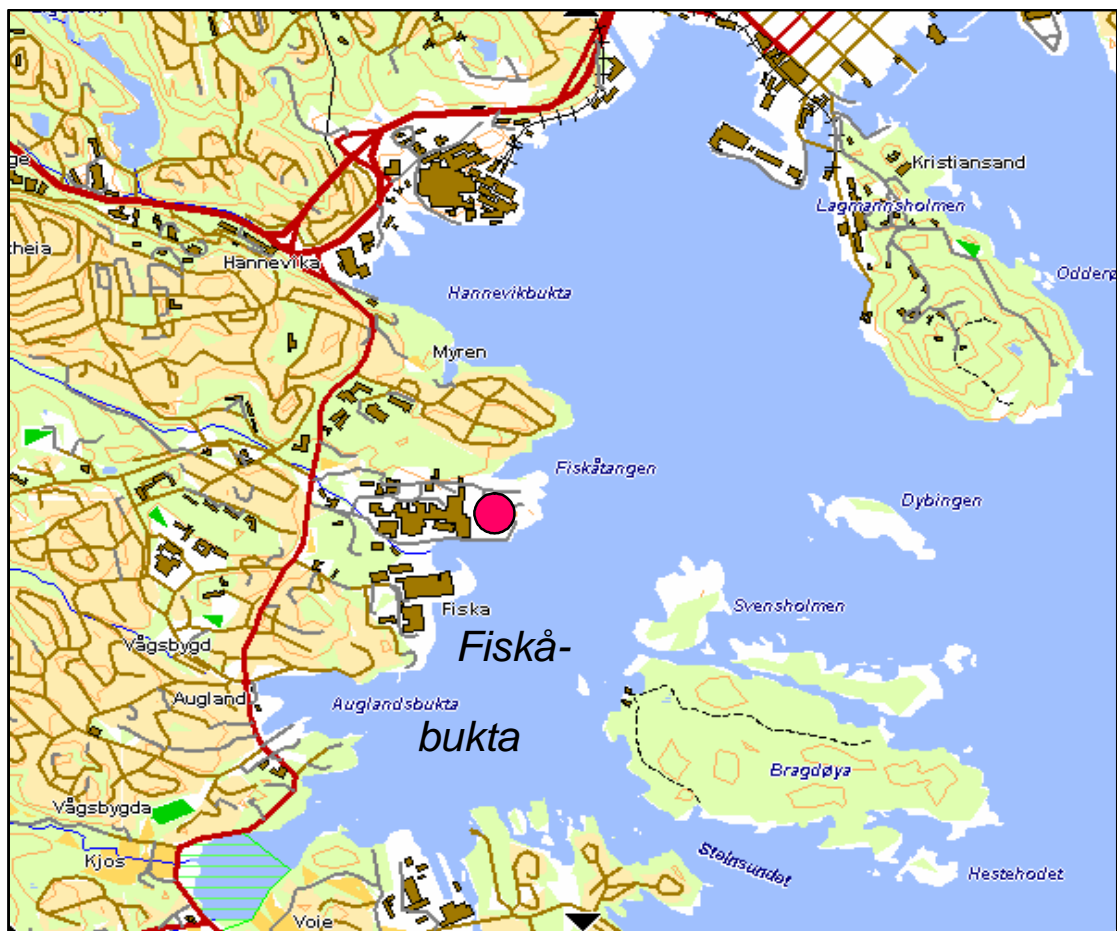 Kristiansand
Lagmannsholmen
theia
Hannevika
Odderø
Hannevikbukta
Myren
Fiskåtangen
Dybingen
Fiska
Svensholmen
Vågsbygd
Fiskå-
Augland
Auglandsbukta
bukta
Bragdøya
Vågsbygda
Kjos
Steinsundet
Hestehodet
Voie